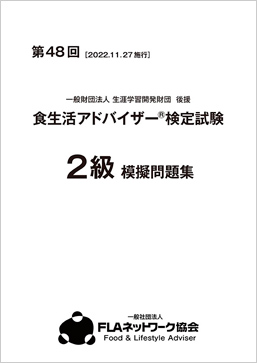 第48回 [2022.11.27施行]
一般財団法人 生涯学習開発財団 後援
食生活アドバイザー®検定試験
2級 模擬問題集
一般社団法人
FLAネットワーク協会
Food & Lifestyle Adviser